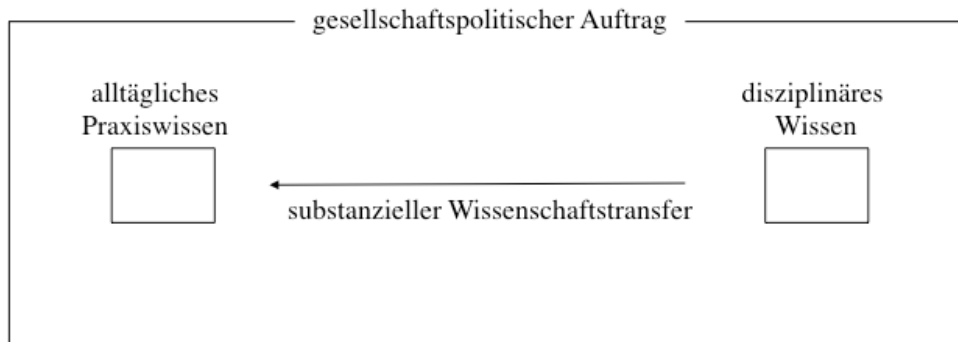 gesellschaftspolitischer Auftrag
alltägliches
Praxiswissen
disziplinäres
Wissen
substanzieller Wissenschaftstransfer